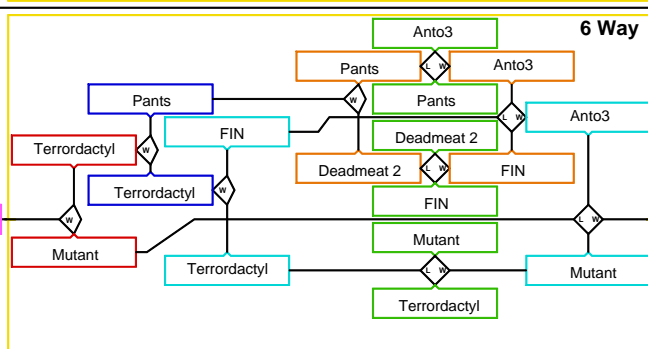 6 Way
Anto3
L W
Pants
Anto3
Pants
W
Pants
Anto3
FIN
L W
Deadmeat 2
Terrordactyl
W
Deadmeat 2
L W
FIN
Terrordactyl
W
FIN
W
L W
Mutant
Mutant
Terrordactyl
L W
Mutant
Terrordactyl